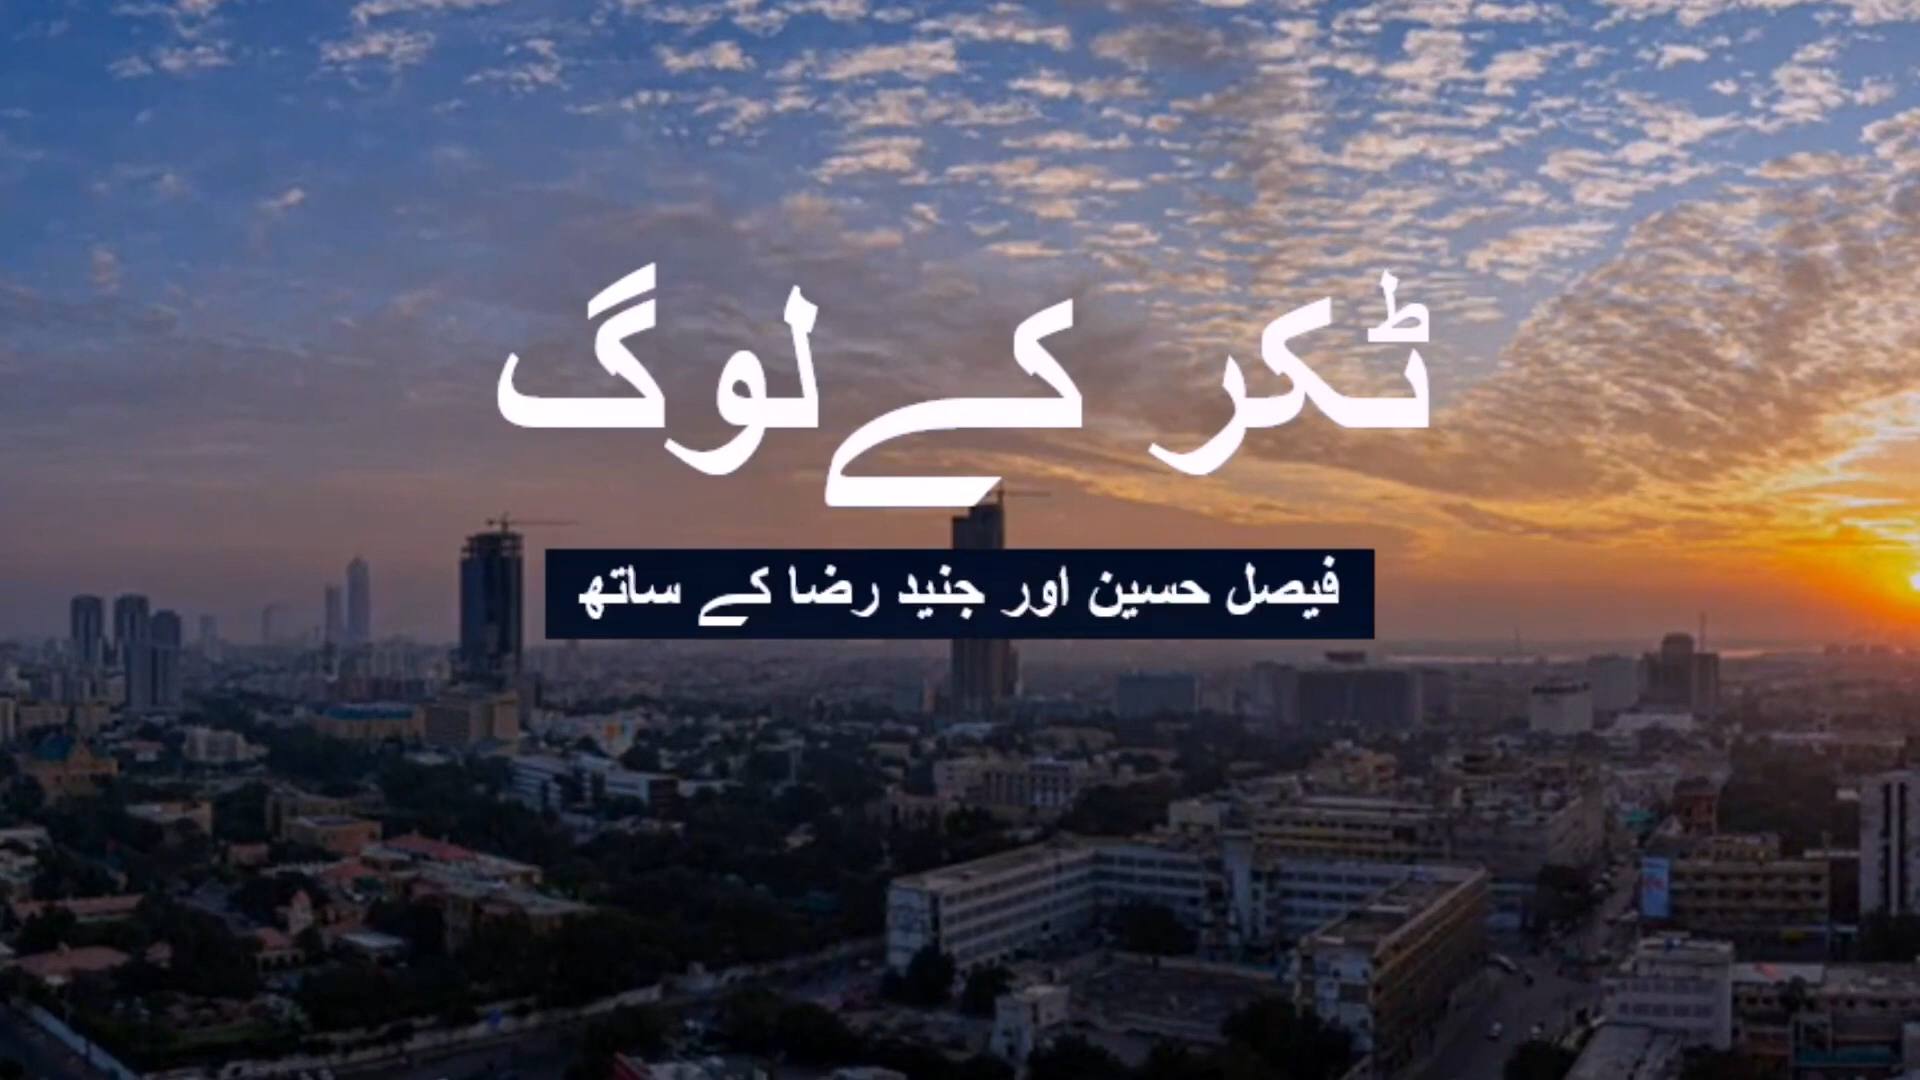 ٹکر کے لوگ
فیصل حسین اور جنید رضا کے ساتھ